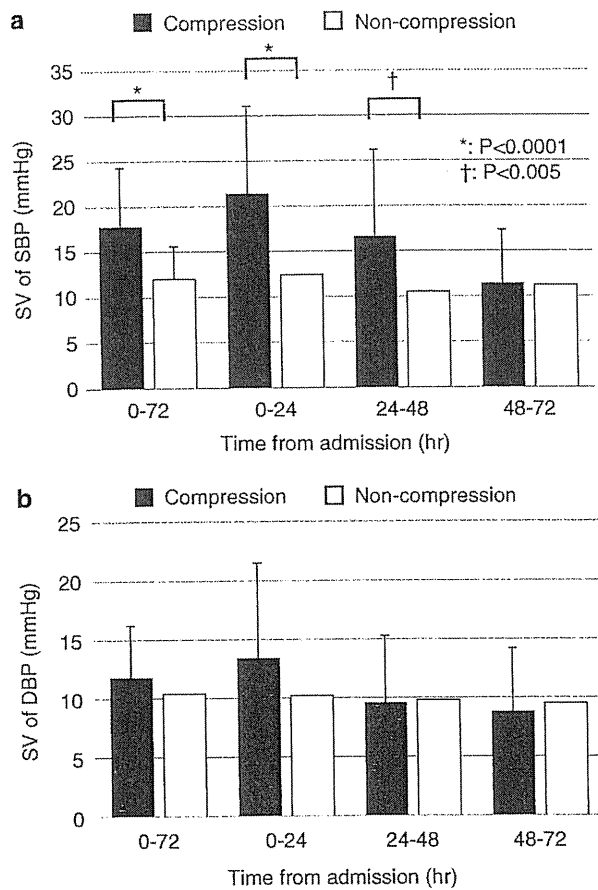 a
Compression Non-compression
SV of SBP (mmHg)
35
30
25
20
15
10
5
0
*
*
†
*: P<0.0001
†: P<0.005
0-72 0-24 24-48 48-72
Time from admission (hr)
b
Compression Non-compression
SV of DBP (mmHg)
25
20
15
10
5
0
0-72 0-24 24-48 48-72
Time from admission (hr)